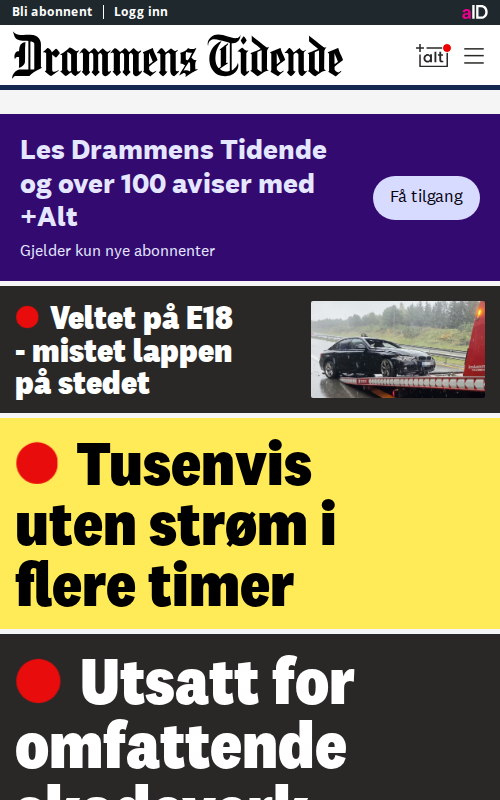 Bli abonnent | Logg inn
aID
Drammens Tidende
+alt
Les Drammens Tidende
og over 100 aviser med
+Alt
Få tilgang
Gjelder kun nye abonnenter
Veltet på E18
- mistet lappen
på stedet
Tusenvis
uten strøm i
flere timer
Utsatt for
omfattende